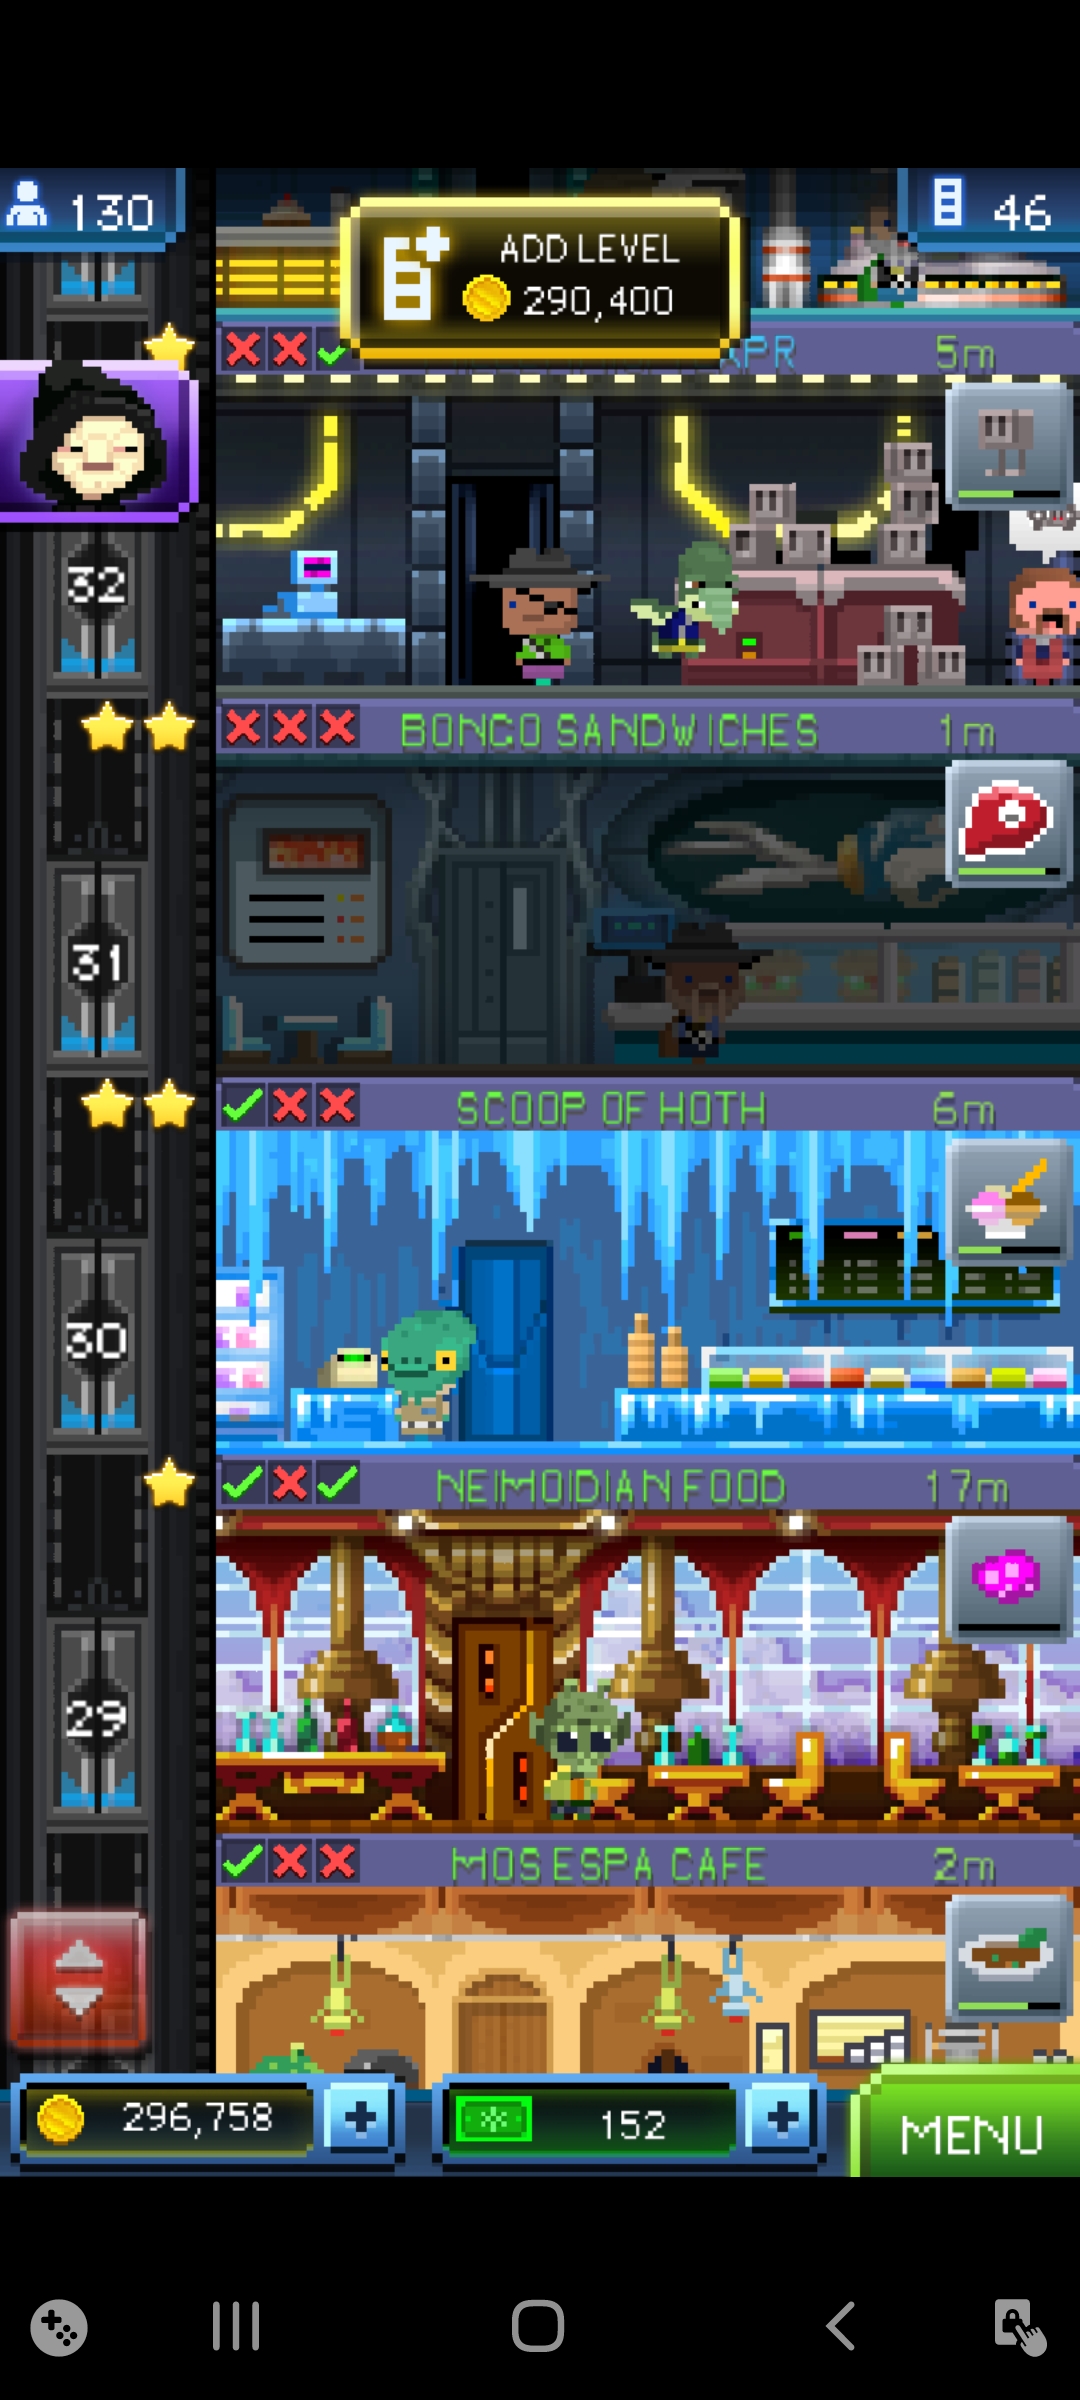 130
46
ADD LEVEL
290,400
APR
5m
32
BONGO SANDWICHES
1m
31
SCOOP OF HOTH
6m
30
NEIMOIDIAN FOOD
17m
29
MOS ESPA CAFE
2m
296,758
152
MENU